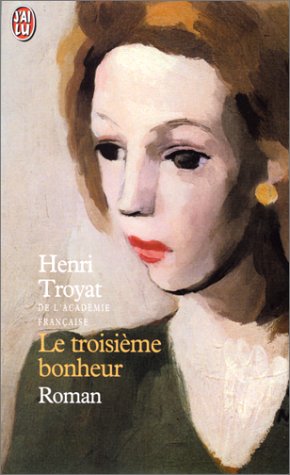 J'AI
LU
Henri
Troyat
DE L'ACADÉMIE
FRANÇAISE
Le troisième
bonheur
Roman